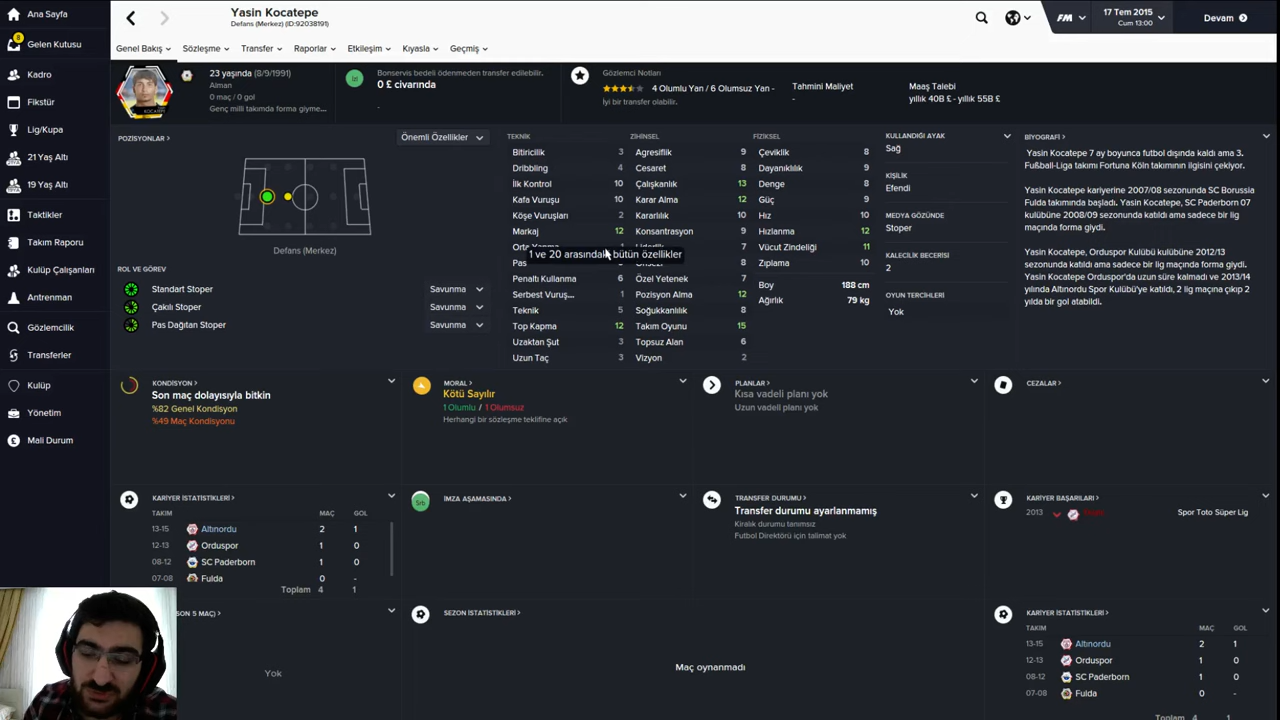 Ana Sayfa
Gelen Kutusu
8
Kadro
Fikstür
Lig/Kupa
21 Yaş Altı
19 Yaş Altı
Taktikler
Takım Raporu
Kulüp Çalışanları
Antrenman
Gözlemcilik
Transferler
Kulüp
Yönetim
Mali Durum
Yasin Kocatepe
Defans (Merkez) (ID:92038191)
FM
17 Tem 2015
Cum 13:00
Devam
Genel Bakış
Sözleşme
Transfer
Raporlar
Etkileşim
Kıyasla
Geçmiş
23 yaşında (8/9/1991)
Alman
0 maç / 0 gol
Genç milli takımda forma giyme...
Bonservis bedeli ödenmeden transfer edilebilir.
0 £ civarında
-
Gözlemci Notları
4 Olumlu Yan / 6 Olumsuz Yan -
İyi bir transfer olabilir.
Tahmini Maliyet
-
Maaş Talebi
yıllık 40B £ - yıllık 55B £
POZİSYONLAR
Önemli Özellikler
Defans (Merkez)
ROL VE GÖREV
Standart Stoper Savunma
Çakılı Stoper Savunma
Pas Dağıtan Stoper Savunma
TEKNİK
Bitiricilik 3
Dribbling 4
İlk Kontrol 10
Kafa Vuruşu 10
Köşe Vuruşları 2
Markaj 12
Pas
Penaltı Kullanma 6
Serbest Vuruş... 1
Teknik 5
Top Kapma 12
Uzaktan Şut 3
Uzun Taç 3
1 ve 20 arasındaki bütün özellikler
ZİHİNSEL
Agresiflik 9
Cesaret 8
Çalışkanlık 13
Karar Alma 12
Kararlılık 10
Konsantrasyon 9
7
8
Özel Yetenek 7
Pozisyon Alma 12
Soğukkanlılık 8
Takım Oyunu 15
Topsuz Alan 6
Vizyon 2
FİZİKSEL
Çeviklik 8
Dayanıklılık 9
Denge 8
Güç 9
Hız 10
Hızlanma 12
Vücut Zindeliği 11
Zıplama 10
Boy 188 cm
Ağırlık 79 kg
KULLANDIĞI AYAK
Sağ
KİŞİLİK
Efendi
MEDYA GÖZÜNDE
Stoper
KALECİLİK BECERİSİ
2
OYUN TERCİHLERİ
Yok
BİYOGRAFİ
Yasin Kocatepe 7 ay boyunca futbol dışında kaldı ama 3.
Fußball-Liga takımı Fortuna Köln takımının ilgisini çekiyor.
Yasin Kocatepe kariyerine 2007/08 sezonunda SC Borussia
Fulda takımında başladı. Yasin Kocatepe, SC Paderborn 07
kulübüne 2008/09 sezonunda katıldı ama sadece bir lig
maçında forma giydi.
Yasin Kocatepe, Orduspor Kulübü kulübüne 2012/13
sezonunda katıldı ama sadece bir lig maçında forma giydi.
Yasin Kocatepe Orduspor'da uzun süre kalmadı ve 2013/14
yılında Altınordu Spor Kulübü'ye katıldı, 2 lig maçına çıkıp 2
yılda bir gol atabildi.
KONDİSYON
Son maç dolayısıyla bitkin
%82 Genel Kondisyon
%49 Maç Kondisyonu
MORAL
Kötü Sayılır
1 Olumlu / 1 Olumsuz
Herhangi bir sözleşme teklifine açık
PLANLAR
Kısa vadeli planı yok
Uzun vadeli planı yok
CEZALAR
KARİYER İSTATİSTİKLERİ
TAKIM MAÇ GOL
13-15 Altınordu 2 1
12-13 Orduspor 1 0
08-12 SC Paderborn 1 0
07-08 Fulda 0 -
Toplam 4 1
Srb
İMZA AŞAMASINDA
TRANSFER DURUMU
Transfer durumu ayarlanmamış
Kiralık durumu tanımsız
Futbol Direktörü için talimat yok
KARİYER BAŞARILARI
2013 Spor Toto Süper Lig
SON 5 MAÇ)
Yok
SEZON İSTATİSTİKLERİ
Maç oynanmadı
KARİYER İSTATİSTİKLERİ
TAKIM MAÇ GOL
13-15 Altınordu 2 1
12-13 Orduspor 1 0
08-12 SC Paderborn 1 0
07-08 Fulda 0 -
Toplam 4 1